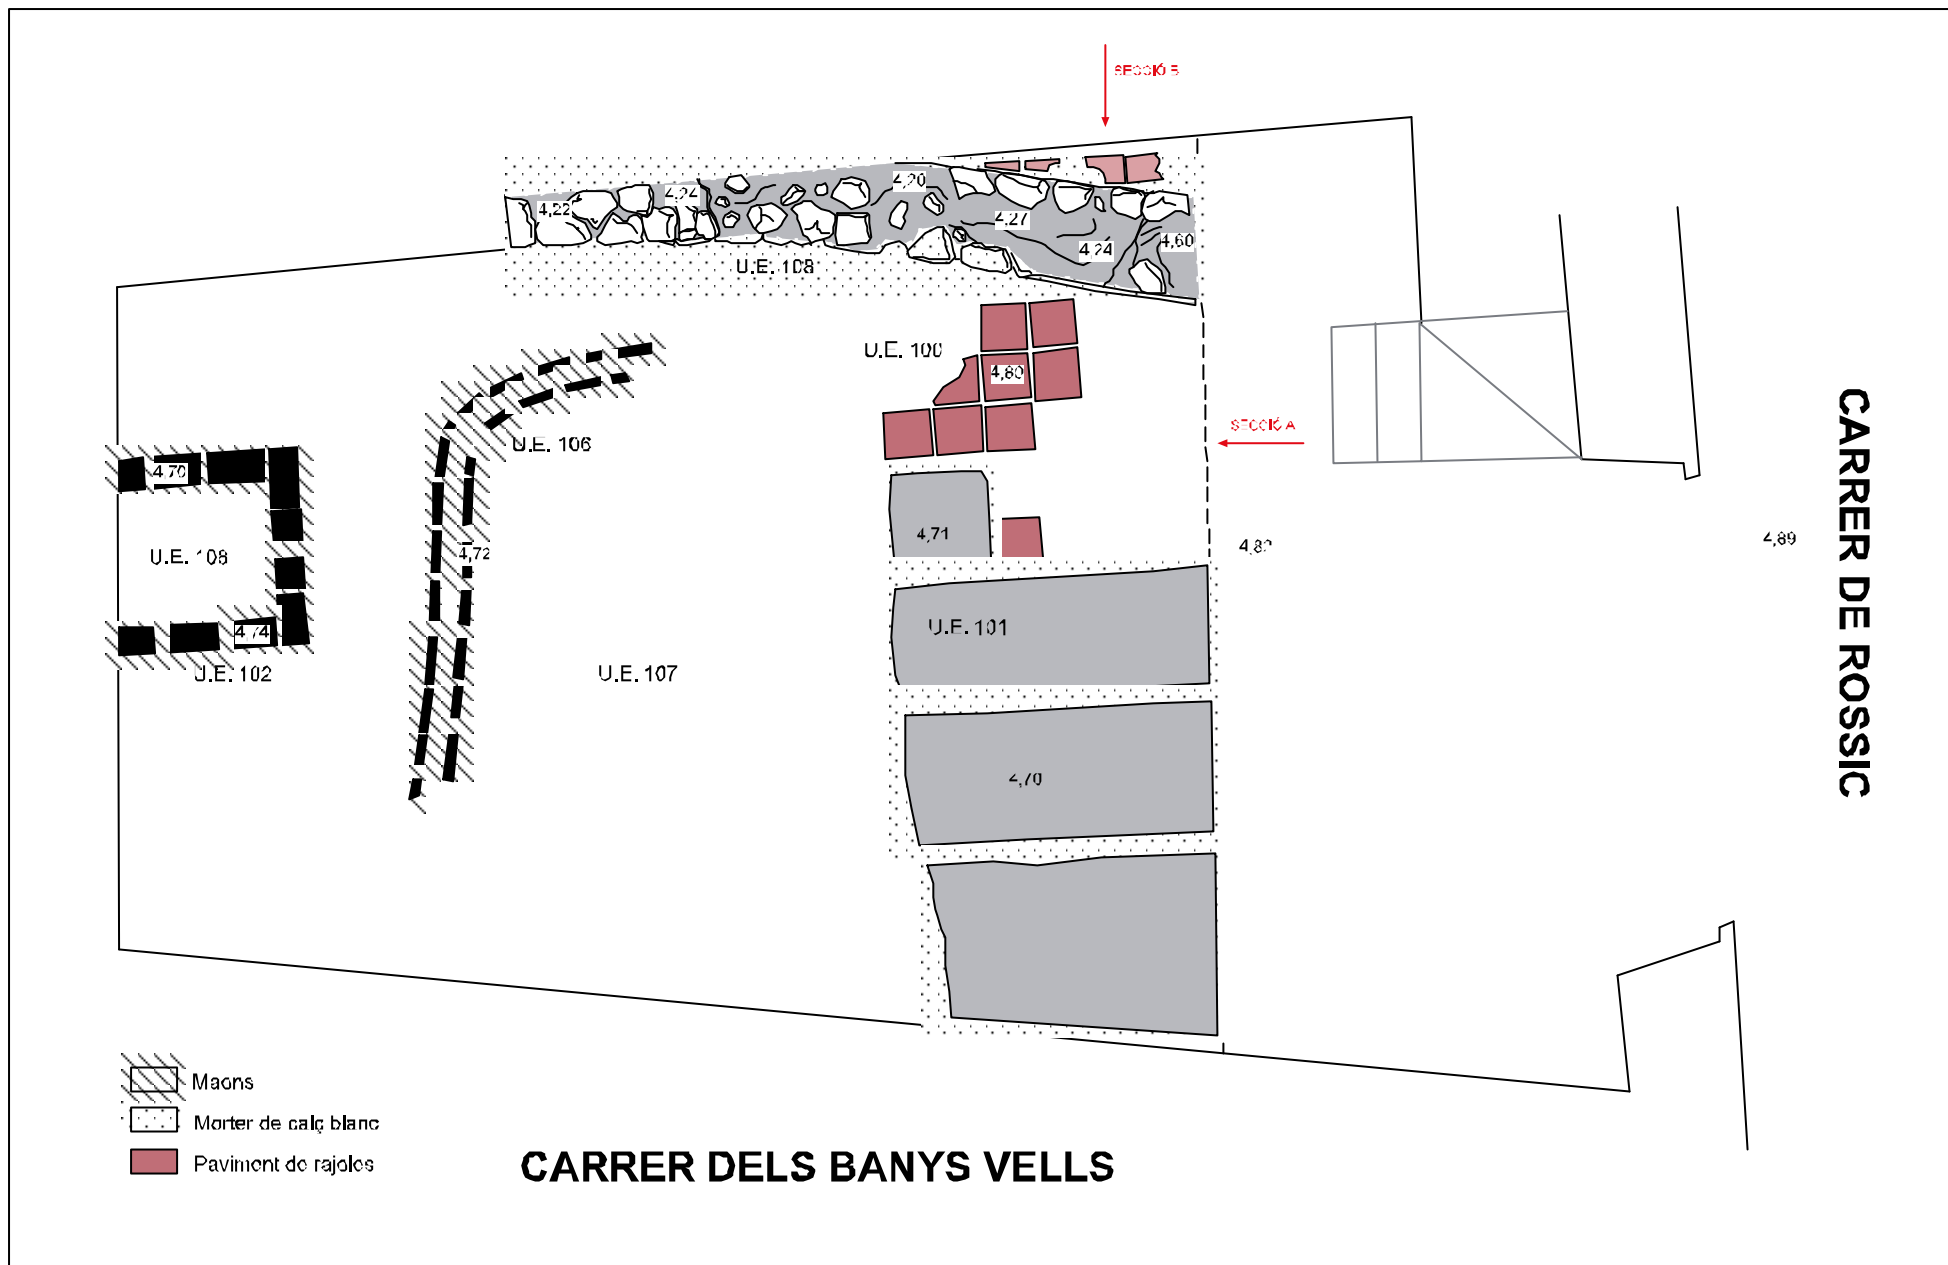 SECCIÓ B
4,20
4,24
4,22
4,27
4,24
4,60
U.E. 108
U.E. 100
4,80
SECCIÓ A
U.E. 106
4,70
4,71
4,72
4,89
U.E. 108
U.E. 101
4,74
U.E. 102
U.E. 107
4,70
CARRER DE ROSSIC
Maons
Morter de calç blanc
Paviment de rajoles
CARRER DELS BANYS VELLS